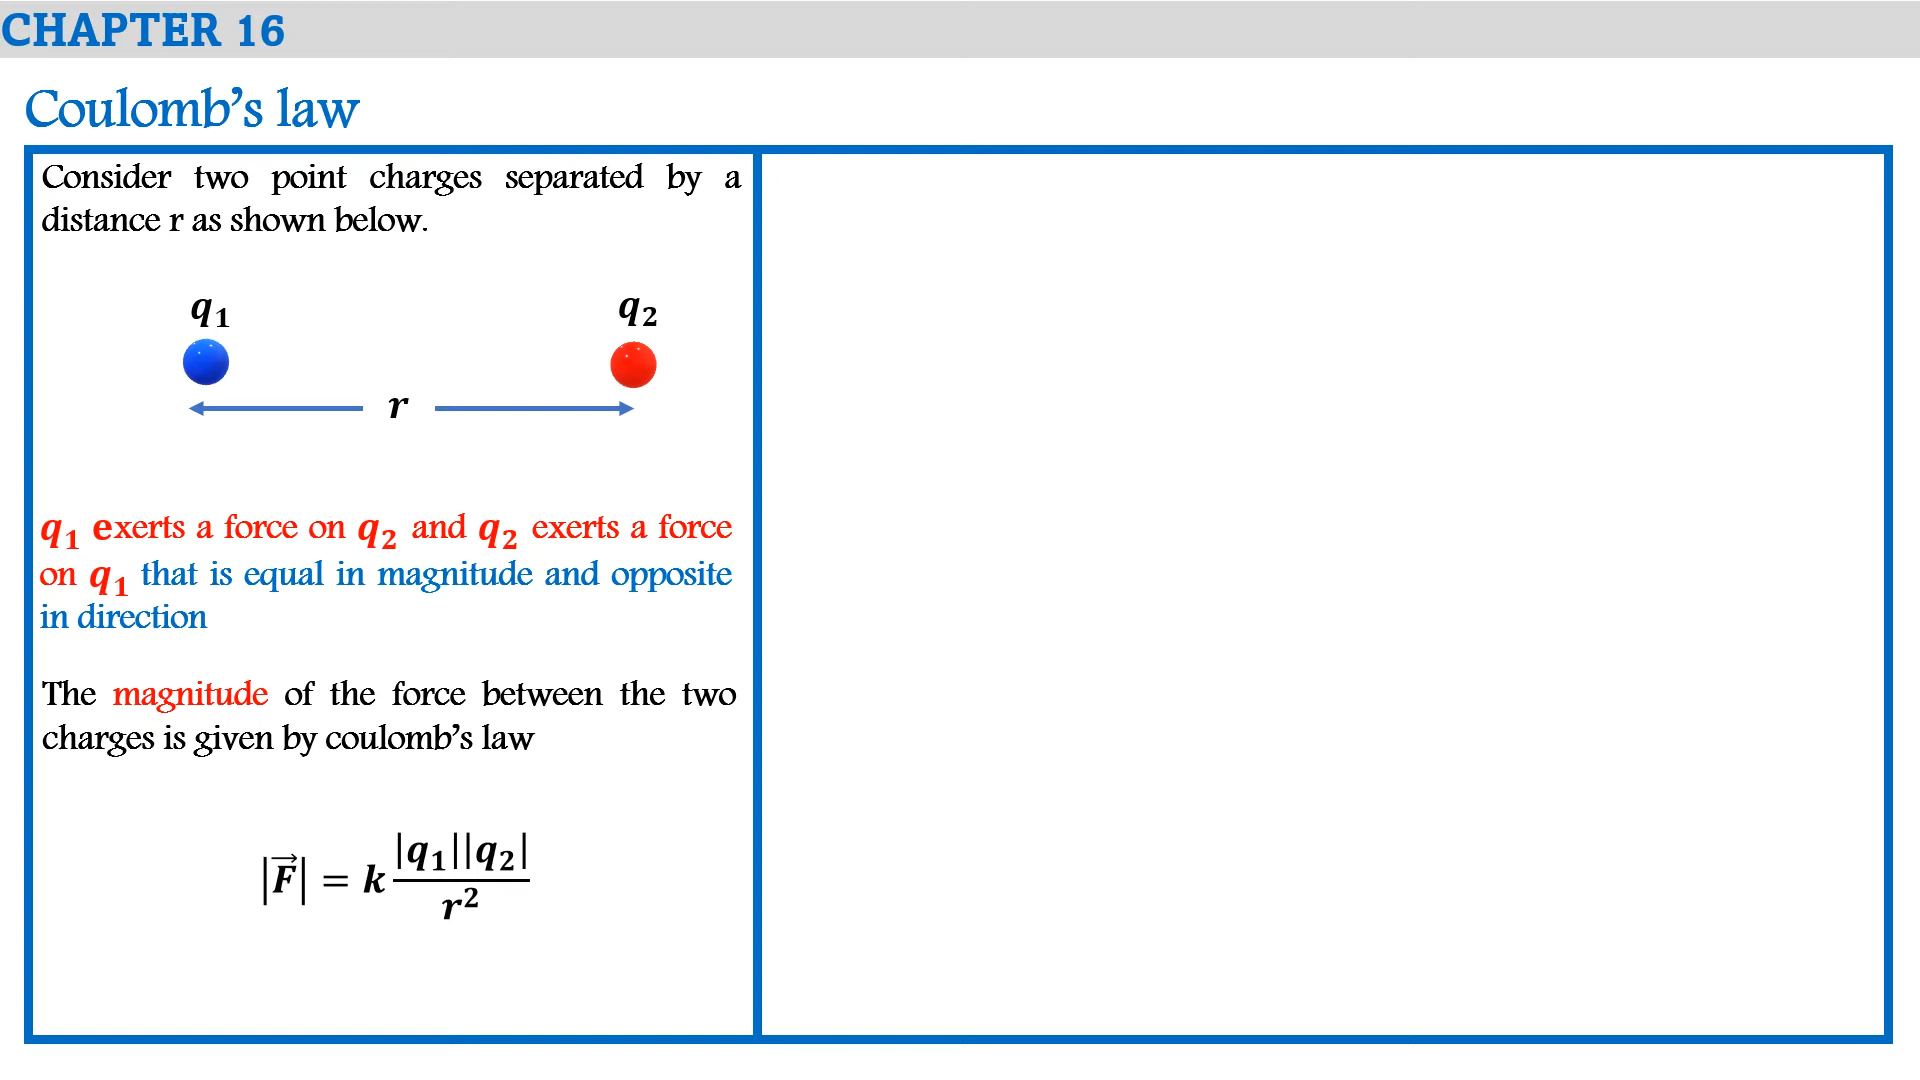 CHAPTER 16
Coulomb’s law
Consider two point charges separated by a
distance r as shown below.
q₁ q₂
r
q₁ exerts a force on q₂ and q₂ exerts a force
on q₁ that is equal in magnitude and opposite
in direction
The magnitude of the force between the two
charges is given by coulomb’s law
|F⃗| = k |q₁||q₂| / r²